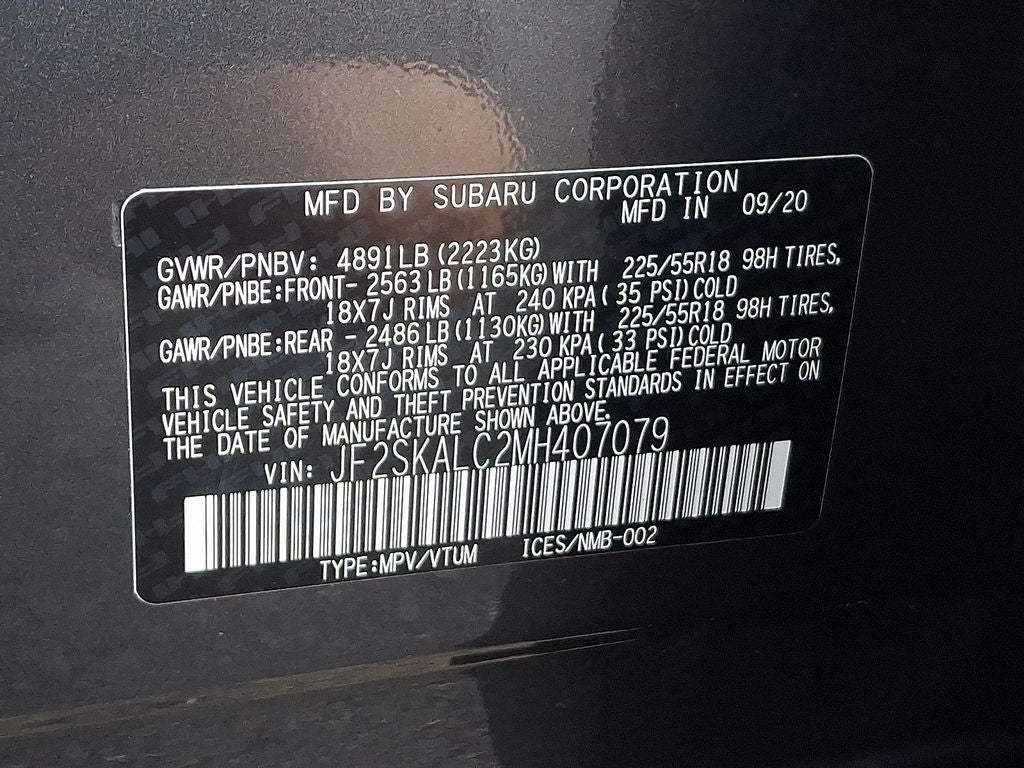 MFD BY SUBARU CORPORATION
MFD IN 09/20
GVWR/PNBV: 4891LB (2223KG)
GAWR/PNBE:FRONT- 2563 LB (1165KG) WITH 225/55R18 98H TIRES,
18X7J RIMS AT 240 KPA ( 35 PSI) COLD
GAWR/PNBE:REAR - 2486 LB (1130KG) WITH 225/55R18 98H TIRES,
18X7J RIMS AT 230 KPA ( 33 PSI) COLD
THIS VEHICLE CONFORMS TO ALL APPLICABLE FEDERAL MOTOR
VEHICLE SAFETY AND THEFT PREVENTION STANDARDS IN EFFECT ON
THE DATE OF MANUFACTURE SHOWN ABOVE.
VIN: JF2SKALC2MH407079
TYPE:MPV/VTUM ICES/NMB-002